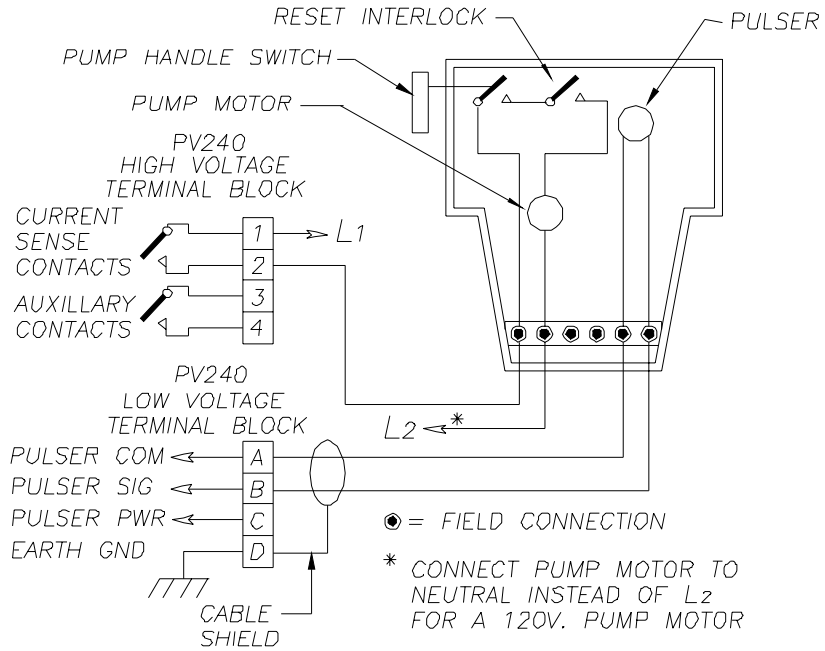 RESET INTERLOCK
PULSER
PUMP HANDLE SWITCH
PUMP MOTOR
PV240
HIGH VOLTAGE
TERMINAL BLOCK
CURRENT
SENSE
CONTACTS
1
L1
2
AUXILLARY
CONTACTS
3
4
PV240
LOW VOLTAGE
TERMINAL BLOCK
L2 *
PULSER COM
A
PULSER SIG
B
PULSER PWR
C
EARTH GND
D
= FIELD CONNECTION
* CONNECT PUMP MOTOR TO
NEUTRAL INSTEAD OF L2
FOR A 120V. PUMP MOTOR
CABLE
SHIELD